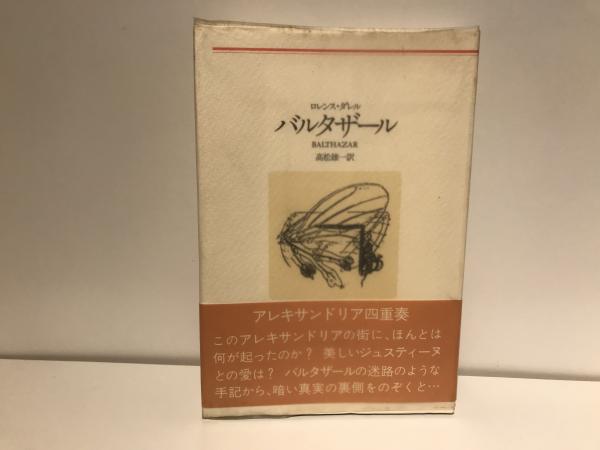 ロレンス・ダレル
バルタザール
BALTHAZAR
高松雄一訳
アレキサンドリア四重奏
このアレキサンドリアの街に、ほんとは
何が起ったのか? 美しいジュスティーヌ
との愛は? バルタザールの迷路のような
手記から、暗い真実の裏側をのぞくと…